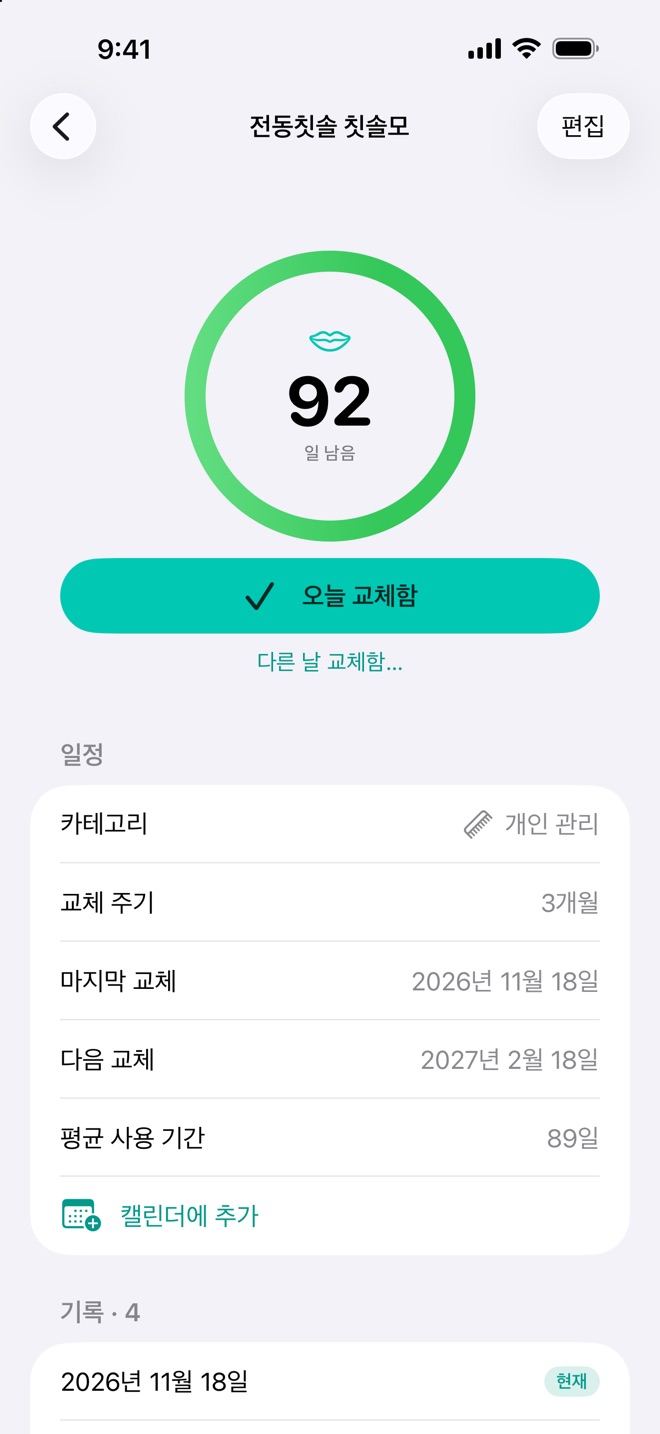 9:41
전동칫솔 칫솔모
편집
92
일 남음
오늘 교체함
다른 날 교체함...
일정
카테고리 개인 관리
교체 주기 3개월
마지막 교체 2026년 11월 18일
다음 교체 2027년 2월 18일
평균 사용 기간 89일
캘린더에 추가
기록 · 4
2026년 11월 18일 현재